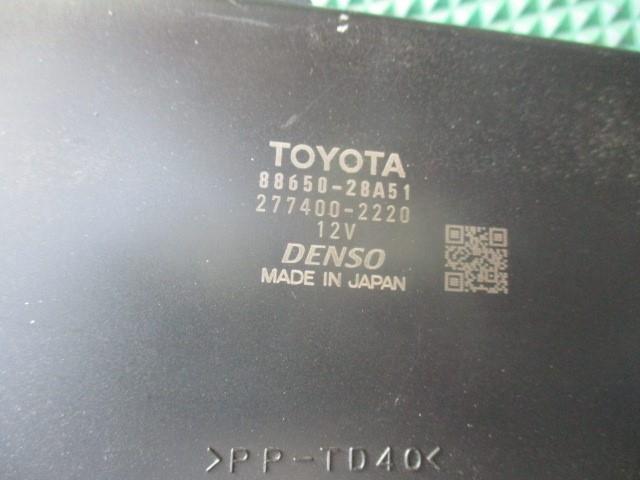 TOYOTA
88650-28A51
277400-2220
12V
DENSO
MADE IN JAPAN
>PP-TD40<